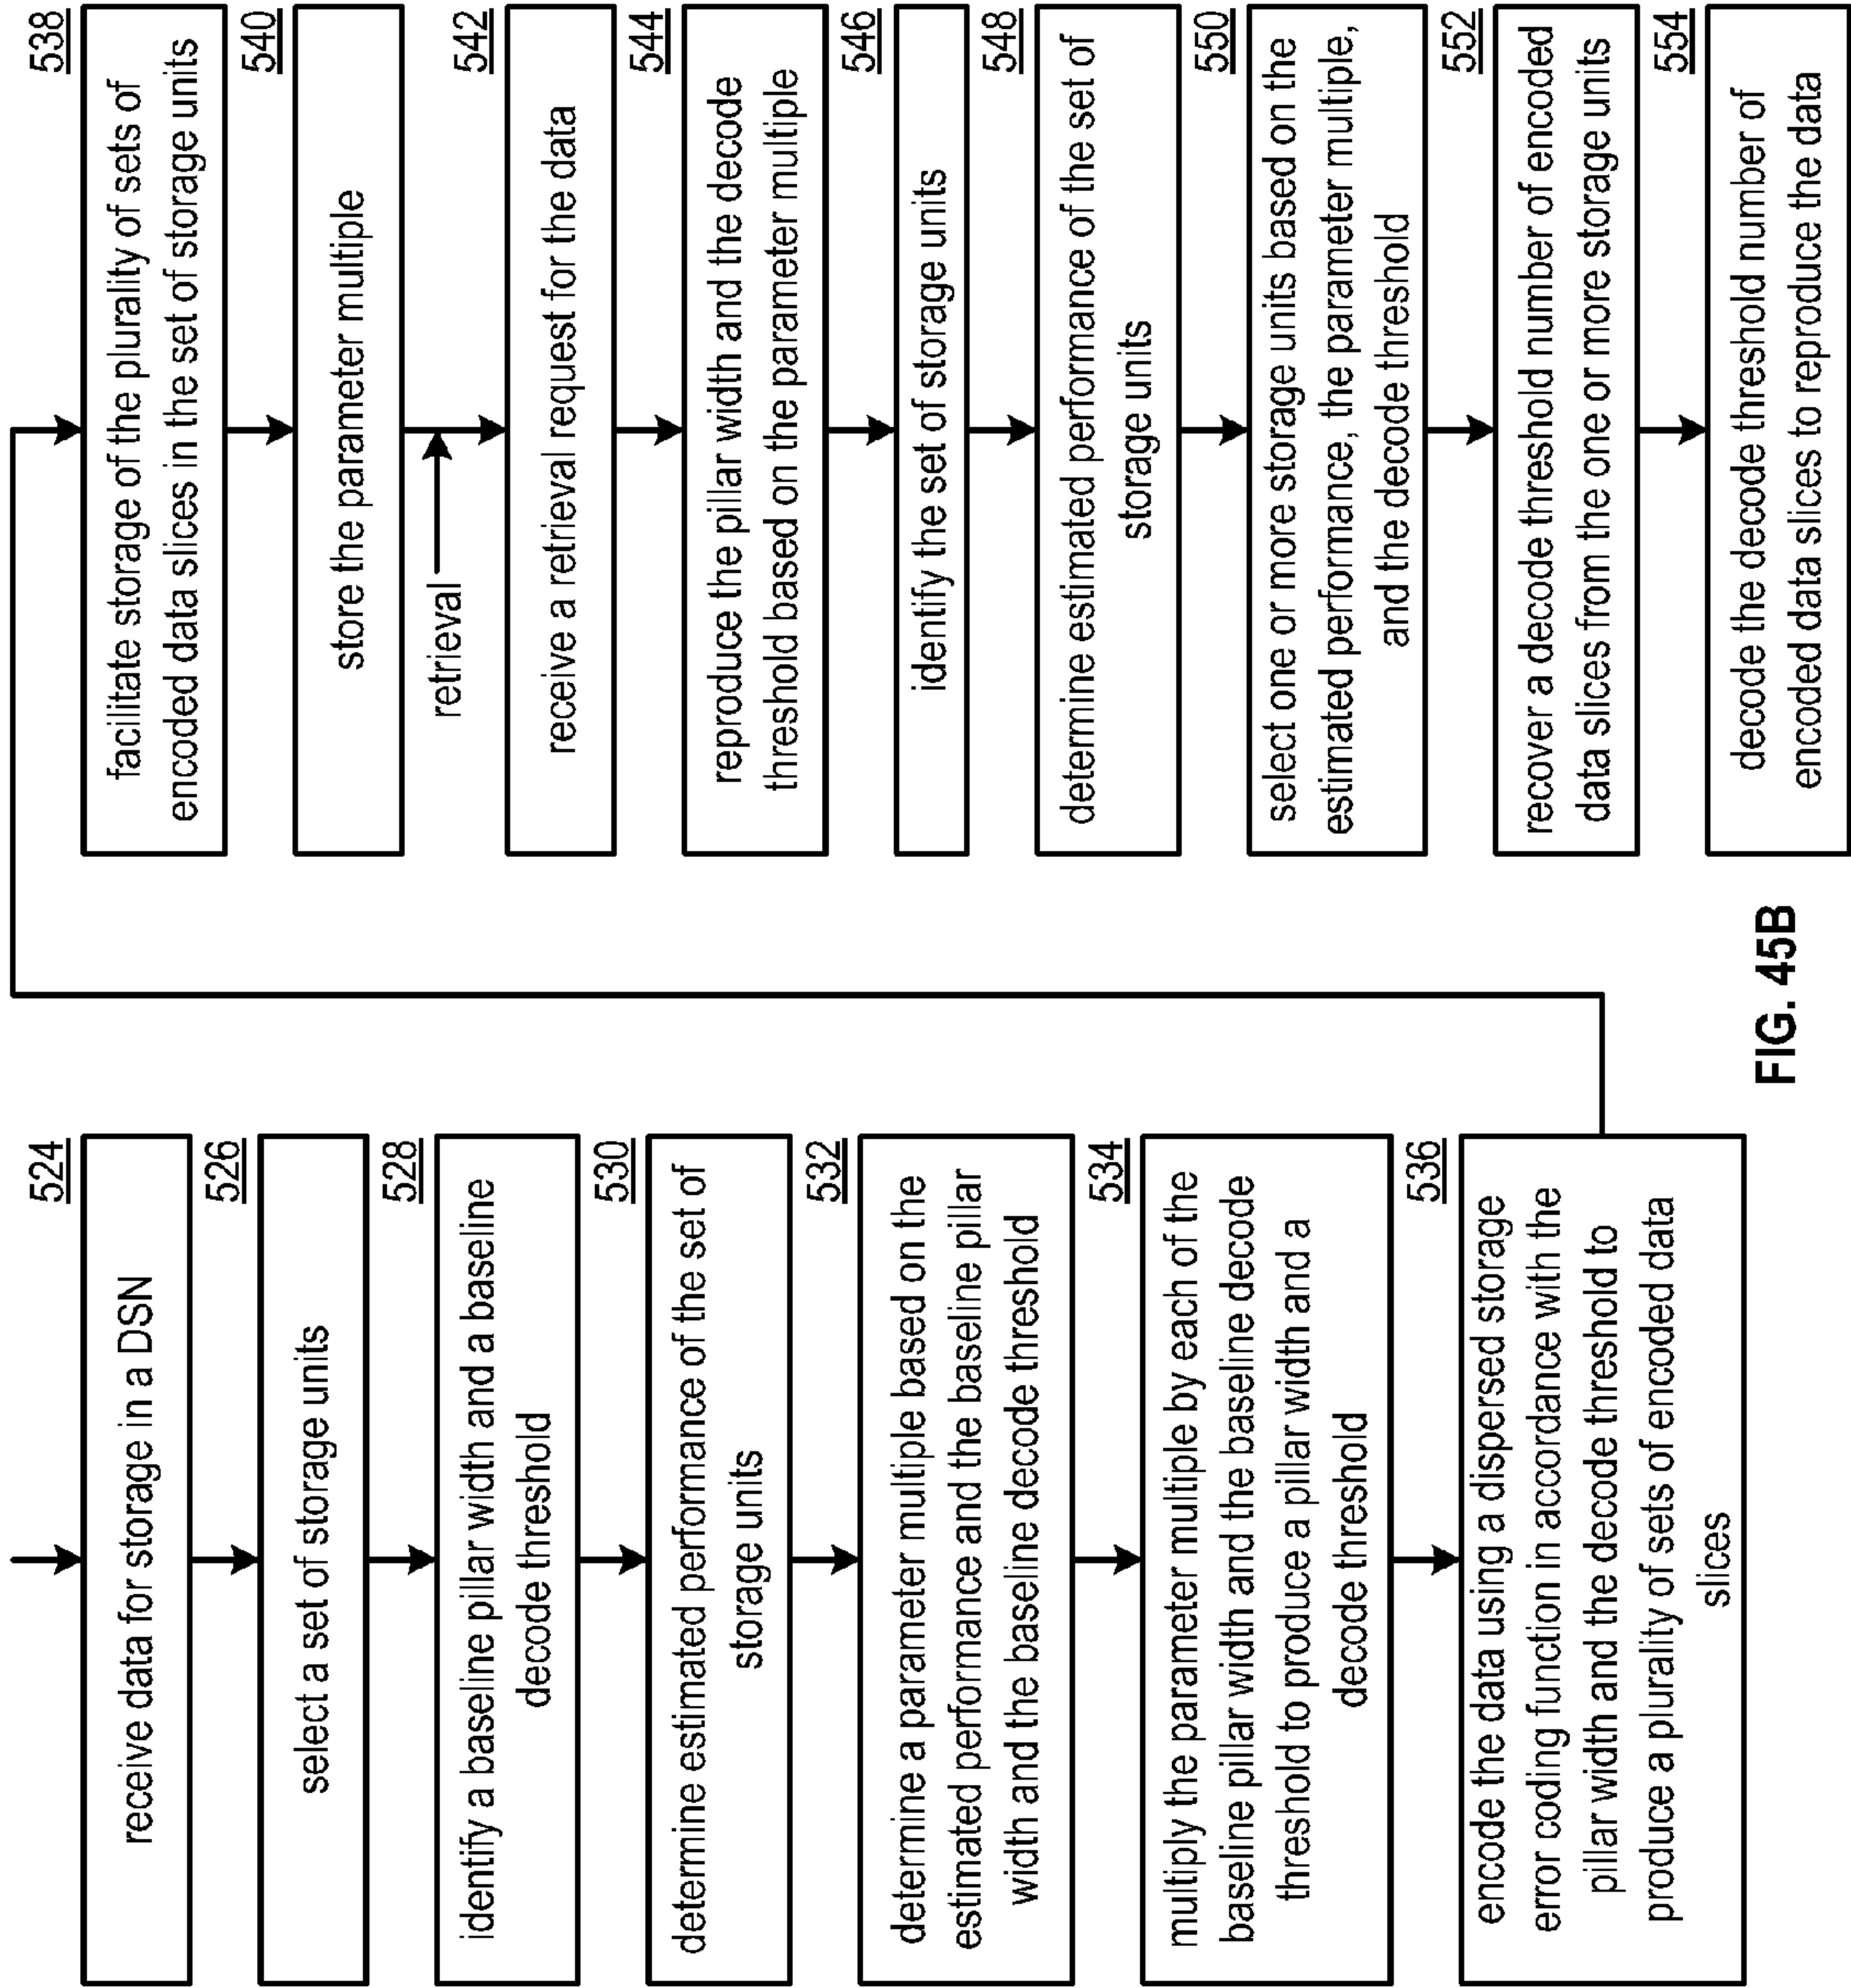 524
receive data for storage in a DSN
526
select a set of storage units
528
identify a baseline pillar width and a baseline
decode threshold
530
determine estimated performance of the set of
storage units
532
determine a parameter multiple based on the
estimated performance and the baseline pillar
width and the baseline decode threshold
534
multiply the parameter multiple by each of the
baseline pillar width and the baseline decode
threshold to produce a pillar width and a
decode threshold
536
encode the data using a dispersed storage
error coding function in accordance with the
pillar width and the decode threshold to
produce a plurality of sets of encoded data
slices
538
facilitate storage of the plurality of sets of
encoded data slices in the set of storage units
540
store the parameter multiple
retrieval
542
receive a retrieval request for the data
544
reproduce the pillar width and the decode
threshold based on the parameter multiple
546
identify the set of storage units
548
determine estimated performance of the set of
storage units
550
select one or more storage units based on the
estimated performance, the parameter multiple,
and the decode threshold
552
recover a decode threshold number of encoded
data slices from the one or more storage units
554
decode the decode threshold number of
encoded data slices to reproduce the data
FIG. 45B